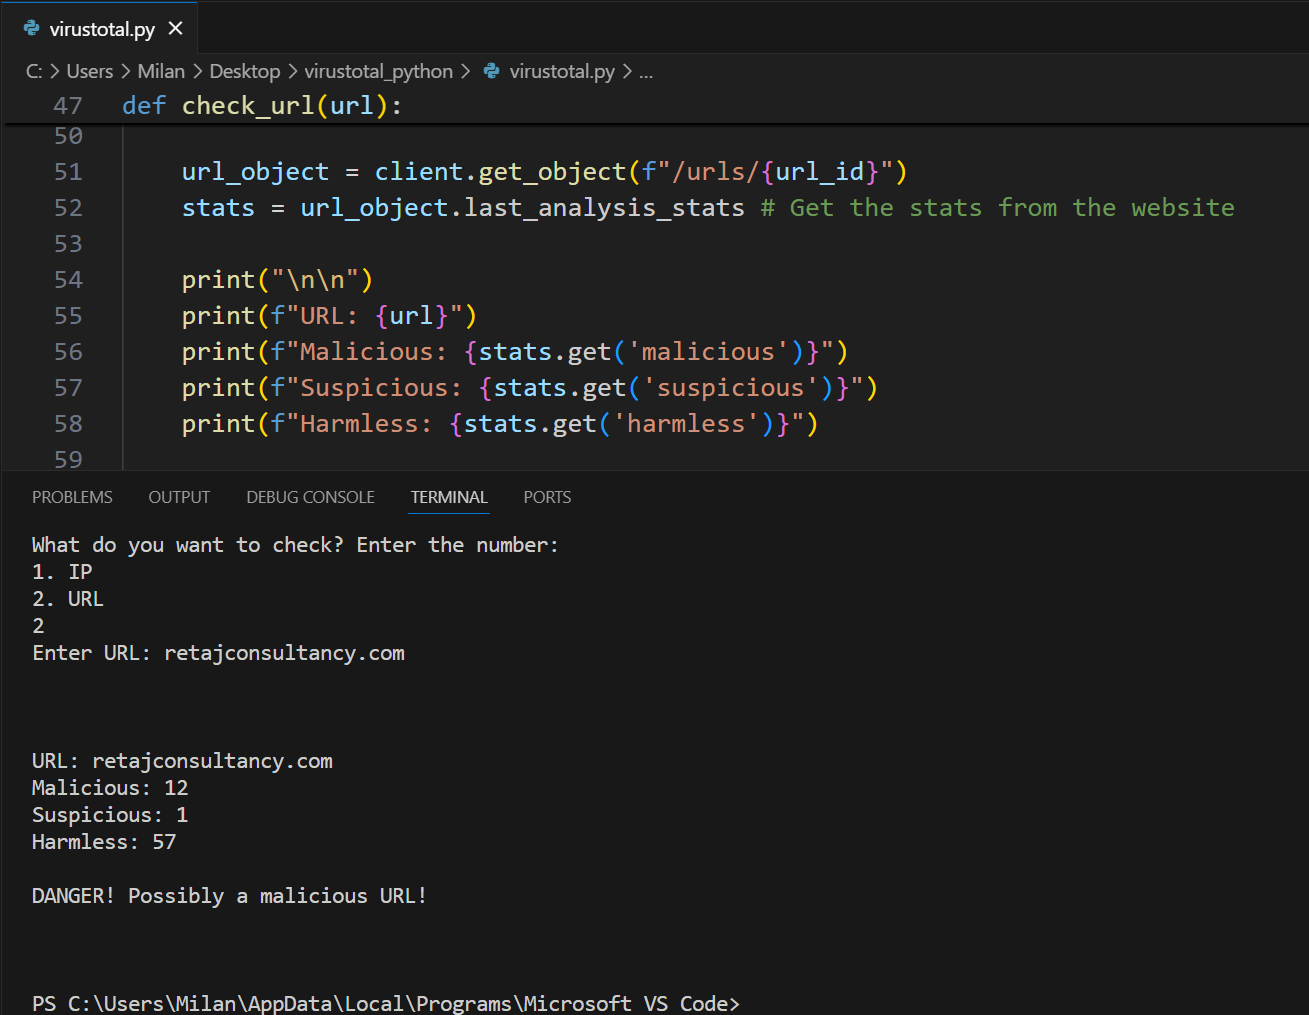 virustotal.py
C: > Users > Milan > Desktop > virustotal_python > virustotal.py > ...
47 def check_url(url):
50
51 url_object = client.get_object(f"/urls/{url_id}")
52 stats = url_object.last_analysis_stats # Get the stats from the website
53
54 print("\n\n")
55 print(f"URL: {url}")
56 print(f"Malicious: {stats.get('malicious')}")
57 print(f"Suspicious: {stats.get('suspicious')}")
58 print(f"Harmless: {stats.get('harmless')}")
59
PROBLEMS OUTPUT DEBUG CONSOLE TERMINAL PORTS
What do you want to check? Enter the number:
1. IP
2. URL
2
Enter URL: retajconsultancy.com
URL: retajconsultancy.com
Malicious: 12
Suspicious: 1
Harmless: 57
DANGER! Possibly a malicious URL!
PS C:\Users\Milan\AppData\Local\Programs\Microsoft VS Code>